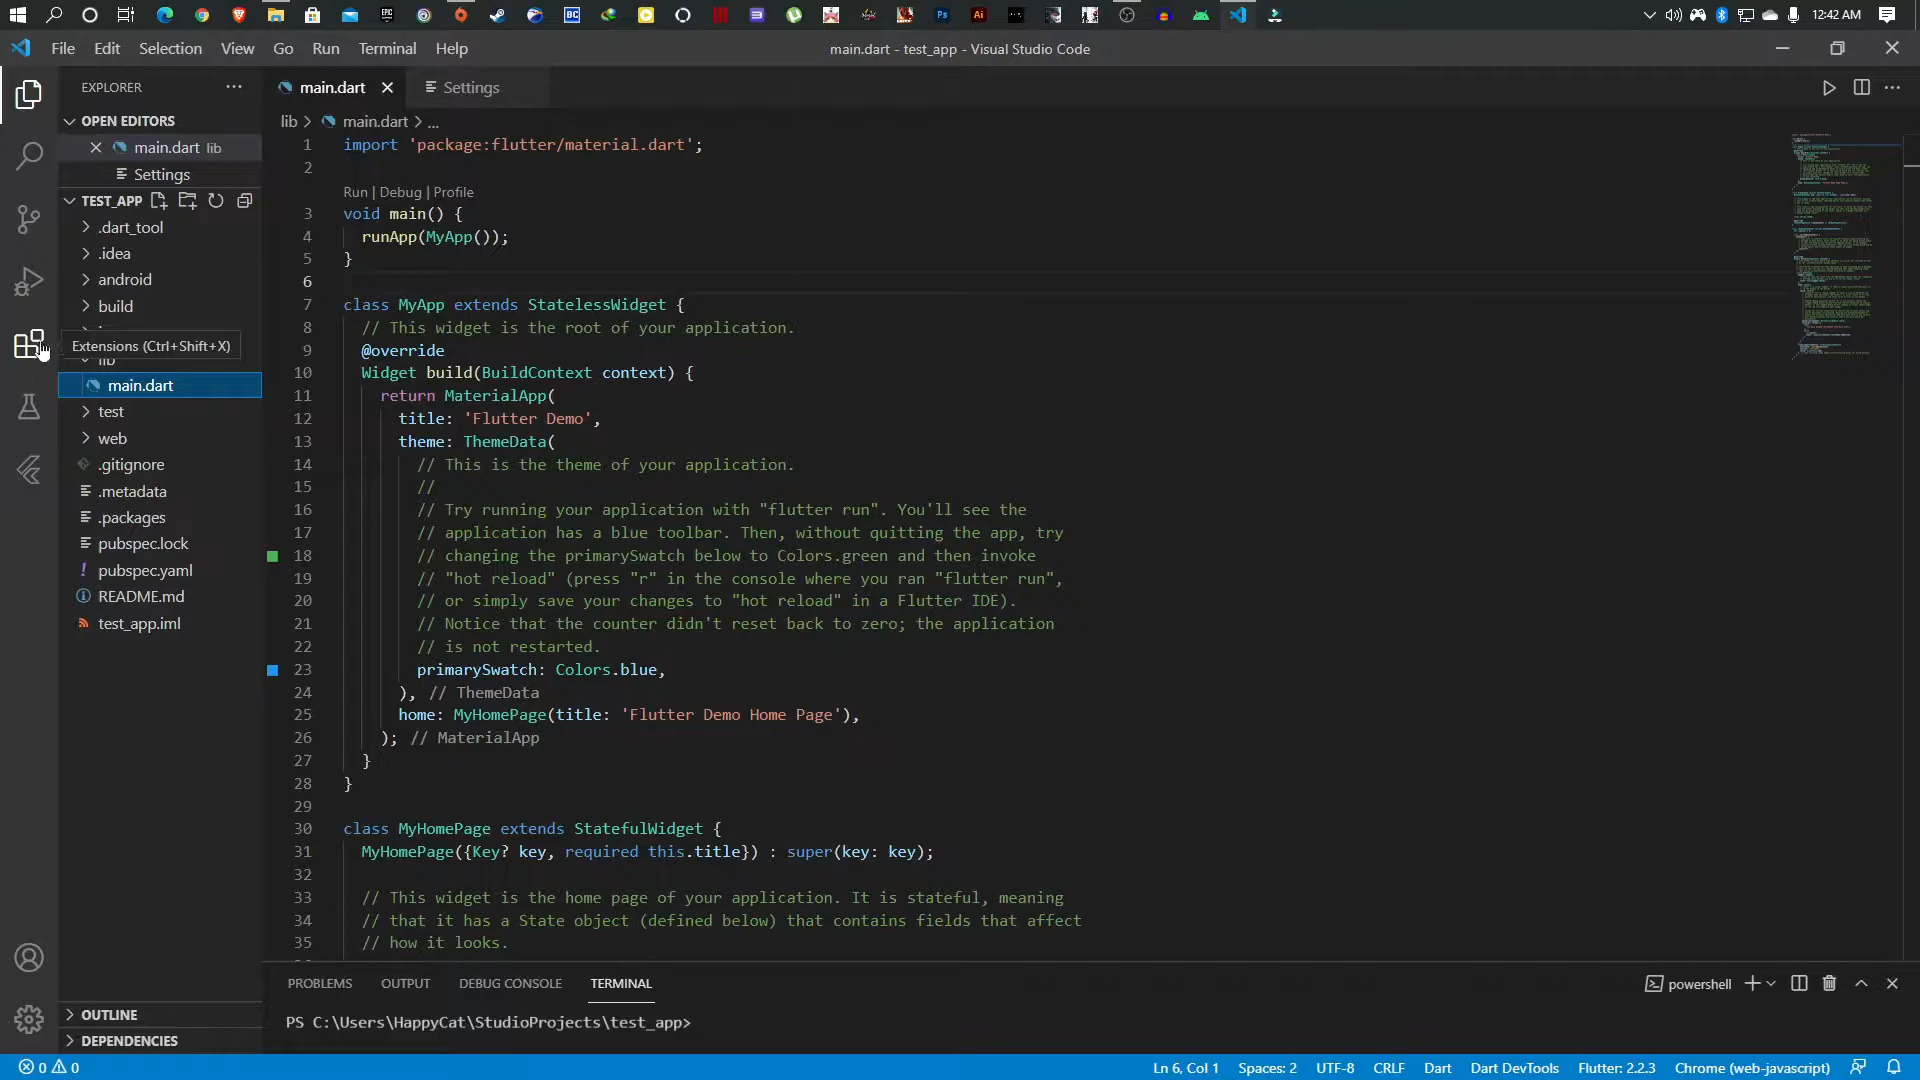 12:42 AM
File Edit Selection View Go Run Terminal Help
main.dart - test_app - Visual Studio Code
EXPLORER
OPEN EDITORS
main.dart lib
Settings
TEST_APP
.dart_tool
.idea
android
build
Extensions (Ctrl+Shift+X)
lib
main.dart
test
web
.gitignore
.metadata
.packages
pubspec.lock
pubspec.yaml
README.md
test_app.iml
OUTLINE
DEPENDENCIES
main.dart Settings
lib > main.dart > ...
1 import 'package:flutter/material.dart';
2
Run | Debug | Profile
3 void main() {
4 runApp(MyApp());
5 }
6
7 class MyApp extends StatelessWidget {
8 // This widget is the root of your application.
9 @override
10 Widget build(BuildContext context) {
11 return MaterialApp(
12 title: 'Flutter Demo',
13 theme: ThemeData(
14 // This is the theme of your application.
15 //
16 // Try running your application with "flutter run". You'll see the
17 // application has a blue toolbar. Then, without quitting the app, try
18 // changing the primarySwatch below to Colors.green and then invoke
19 // "hot reload" (press "r" in the console where you ran "flutter run",
20 // or simply save your changes to "hot reload" in a Flutter IDE).
21 // Notice that the counter didn't reset back to zero; the application
22 // is not restarted.
23 primarySwatch: Colors.blue,
24 ), // ThemeData
25 home: MyHomePage(title: 'Flutter Demo Home Page'),
26 ); // MaterialApp
27 }
28 }
29
30 class MyHomePage extends StatefulWidget {
31 MyHomePage({Key? key, required this.title}) : super(key: key);
32
33 // This widget is the home page of your application. It is stateful, meaning
34 // that it has a State object (defined below) that contains fields that affect
35 // how it looks.
PROBLEMS OUTPUT DEBUG CONSOLE TERMINAL
powershell
PS C:\Users\HappyCat\StudioProjects\test_app>
0 0
Ln 6, Col 1 Spaces: 2 UTF-8 CRLF Dart Dart DevTools Flutter: 2.2.3 Chrome (web-javascript)